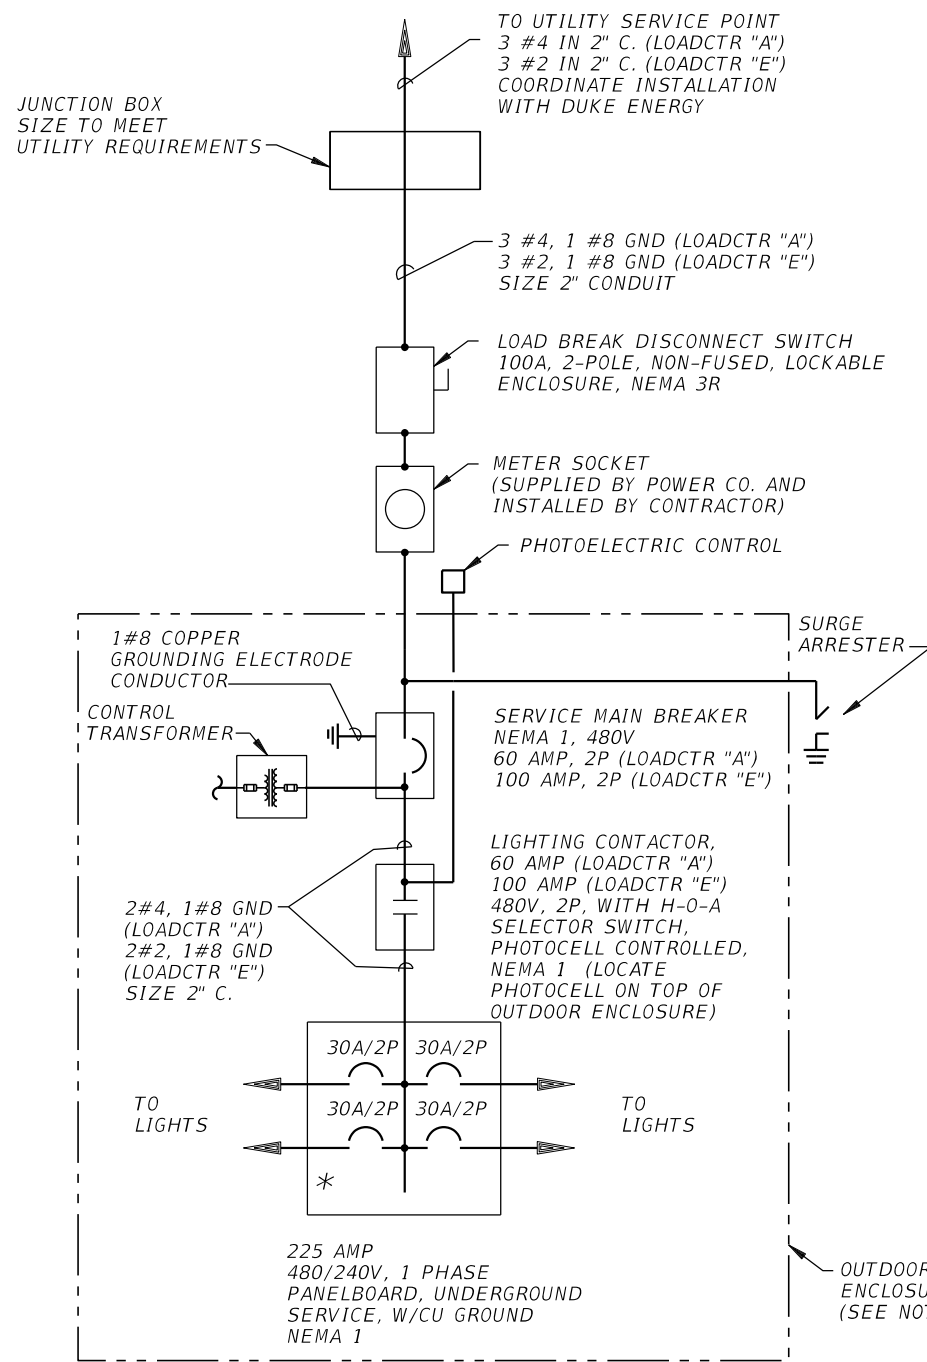 TO UTILITY SERVICE POINT
3 #4 IN 2" C. (LOADCTR "A")
3 #2 IN 2" C. (LOADCTR "E")
COORDINATE INSTALLATION
WITH DUKE ENERGY
JUNCTION BOX
SIZE TO MEET
UTILITY REQUIREMENTS
3 #4, 1 #8 GND (LOADCTR "A")
3 #2, 1 #8 GND (LOADCTR "E")
SIZE 2" CONDUIT
LOAD BREAK DISCONNECT SWITCH
100A, 2-POLE, NON-FUSED, LOCKABLE
ENCLOSURE, NEMA 3R
METER SOCKET
(SUPPLIED BY POWER CO. AND
INSTALLED BY CONTRACTOR)
PHOTOELECTRIC CONTROL
SURGE
ARRESTER
1#8 COPPER
GROUNDING ELECTRODE
CONDUCTOR
CONTROL
TRANSFORMER
SERVICE MAIN BREAKER
NEMA 1, 480V
60 AMP, 2P (LOADCTR "A")
100 AMP, 2P (LOADCTR "E")
LIGHTING CONTACTOR,
60 AMP (LOADCTR "A")
100 AMP (LOADCTR "E")
480V, 2P, WITH H-O-A
SELECTOR SWITCH,
PHOTOCELL CONTROLLED,
NEMA 1 (LOCATE
PHOTOCELL ON TOP OF
OUTDOOR ENCLOSURE)
2#4, 1#8 GND
(LOADCTR "A")
2#2, 1#8 GND
(LOADCTR "E")
SIZE 2" C.
30A/2P 30A/2P
30A/2P 30A/2P
TO
LIGHTS
TO
LIGHTS
*
225 AMP
480/240V, 1 PHASE
PANELBOARD, UNDERGROUND
SERVICE, W/CU GROUND
NEMA 1
OUTDOOR
ENCLOSU
(SEE NOT